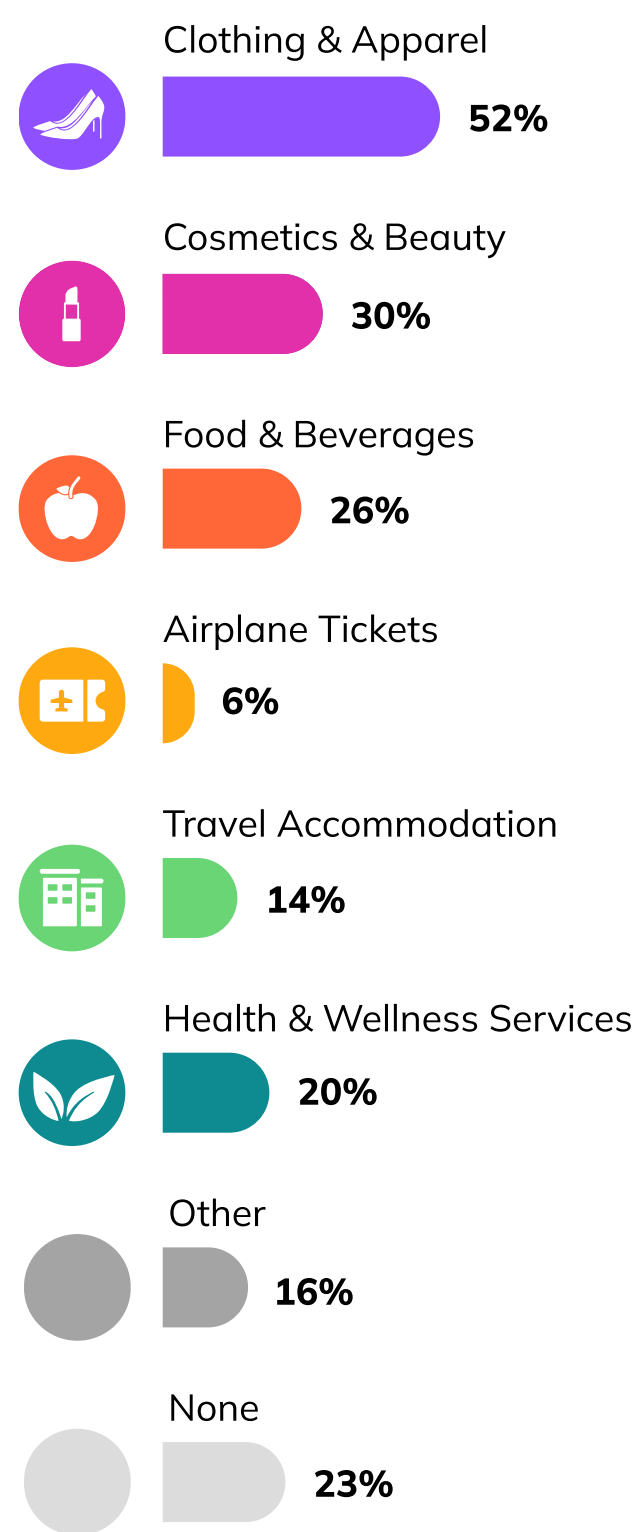 Clothing & Apparel
52%
Cosmetics & Beauty
30%
Food & Beverages
26%
Airplane Tickets
6%
Travel Accommodation
14%
Health & Wellness Services
20%
Other
16%
None
23%